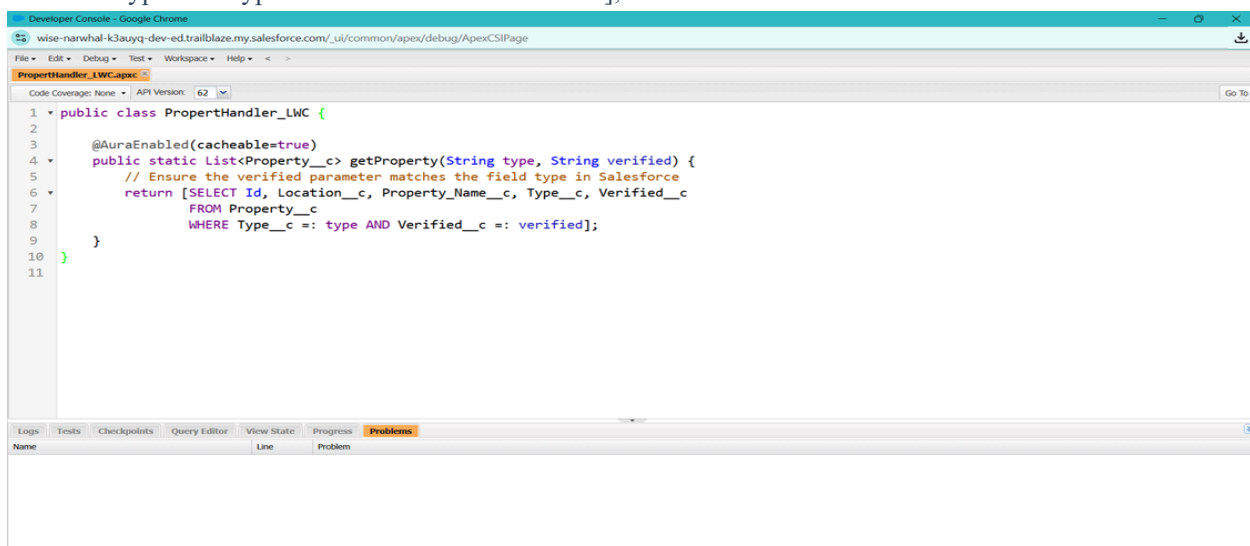 Developer Console - Google Chrome
wise-narwhal-k3auyq-dev-ed.trailblaze.my.salesforce.com/_ui/common/apex/debug/ApexCSIPage
File Edit Debug Test Workspace Help < >
PropertHandler_LWC.apxc
Code Coverage: None API Version: 62 Go To
1 public class PropertHandler_LWC {
2
3 @AuraEnabled(cacheable=true)
4 public static List<Property__c> getProperty(String type, String verified) {
5 // Ensure the verified parameter matches the field type in Salesforce
6 return [SELECT Id, Location__c, Property_Name__c, Type__c, Verified__c
7 FROM Property__c
8 WHERE Type__c =: type AND Verified__c =: verified];
9 }
10 }
11
Logs Tests Checkpoints Query Editor View State Progress Problems
Name Line Problem